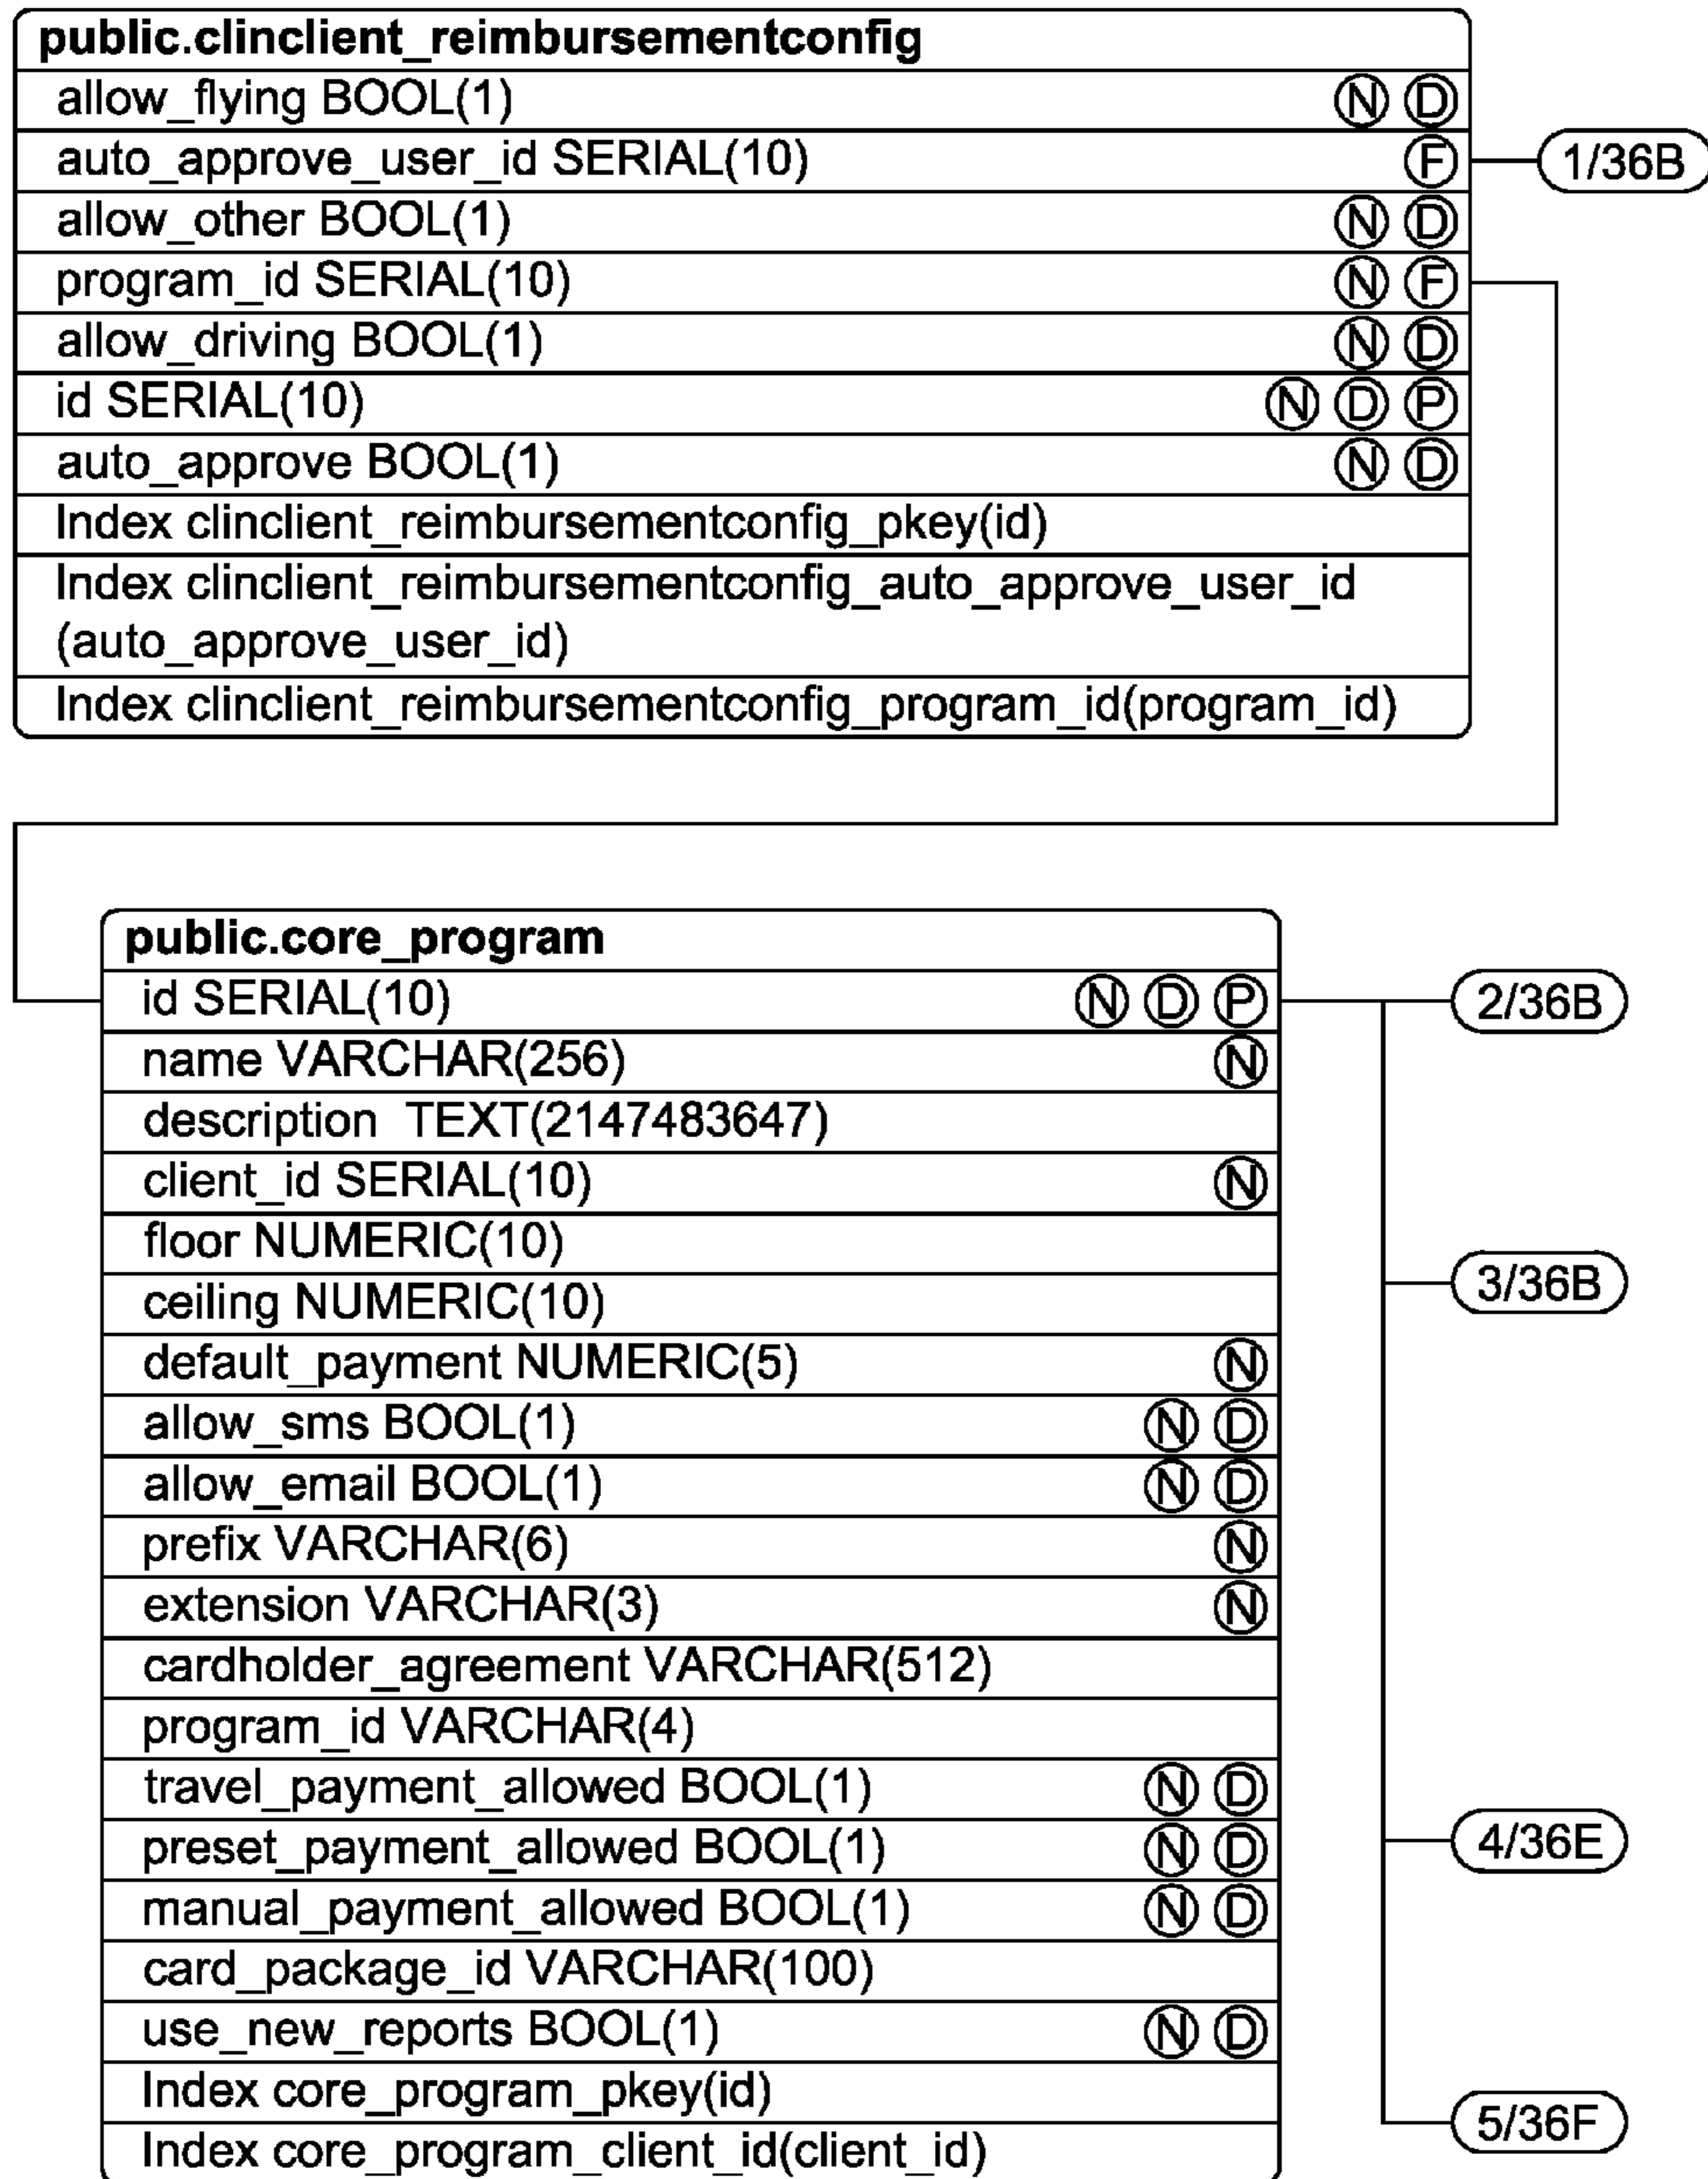 public.clinclient_reimbursementconfig
allow_flying BOOL(1) N D
auto_approve_user_id SERIAL(10) F 1/36B
allow_other BOOL(1) N D
program_id SERIAL(10) N F
allow_driving BOOL(1) N D
id SERIAL(10) N D P
auto_approve BOOL(1) N D
Index clinclient_reimbursementconfig_pkey(id)
Index clinclient_reimbursementconfig_auto_approve_user_id
(auto_approve_user_id)
Index clinclient_reimbursementconfig_program_id(program_id)
public.core_program
id SERIAL(10) N D P 2/36B
name VARCHAR(256) N
description TEXT(2147483647)
client_id SERIAL(10) N
floor NUMERIC(10)
ceiling NUMERIC(10) 3/36B
default_payment NUMERIC(5) N
allow_sms BOOL(1) N D
allow_email BOOL(1) N D
prefix VARCHAR(6) N
extension VARCHAR(3) N
cardholder_agreement VARCHAR(512)
program_id VARCHAR(4)
travel_payment_allowed BOOL(1) N D
preset_payment_allowed BOOL(1) N D 4/36E
manual_payment_allowed BOOL(1) N D
card_package_id VARCHAR(100)
use_new_reports BOOL(1) N D
Index core_program_pkey(id)
5/36F
Index core_program_client_id(client_id)